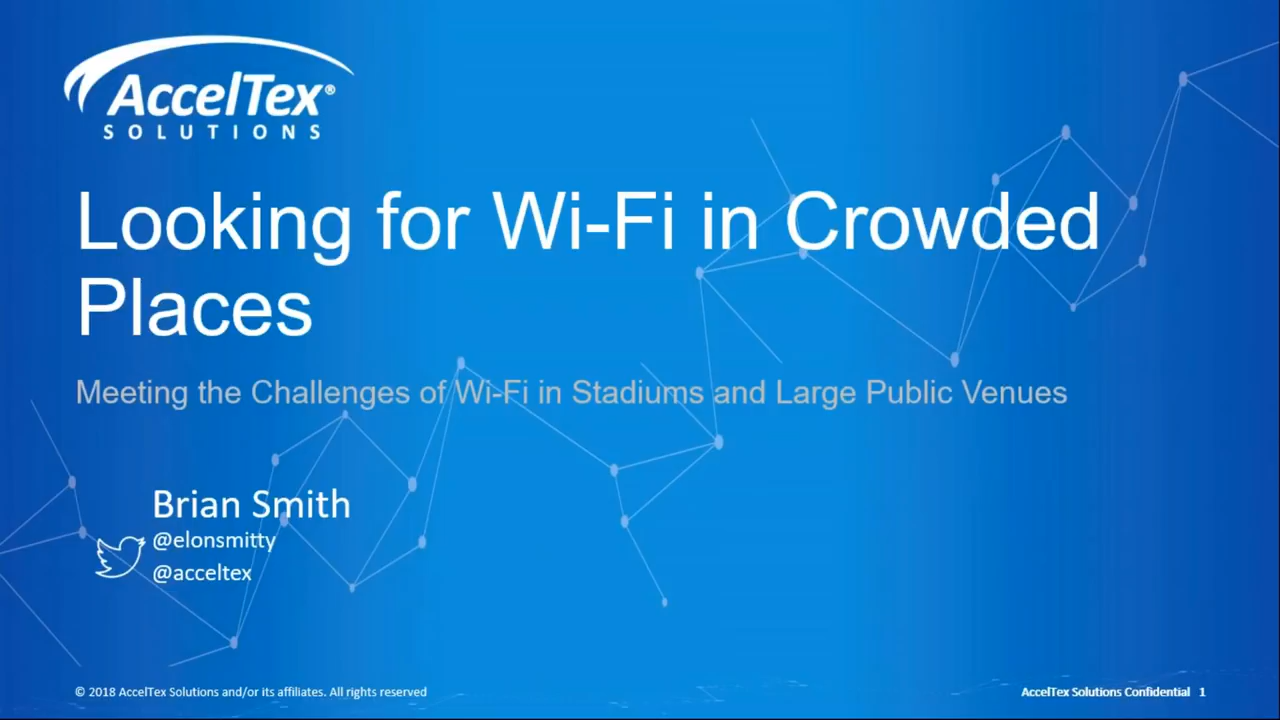 AccelTex®
SOLUTIONS
Looking for Wi-Fi in Crowded
Places
Meeting the Challenges of Wi-Fi in Stadiums and Large Public Venues
Brian Smith
@elonsmitty
@acceltex
© 2018 AccelTex Solutions and/or its affiliates. All rights reserved
AccelTex Solutions Confidential 1